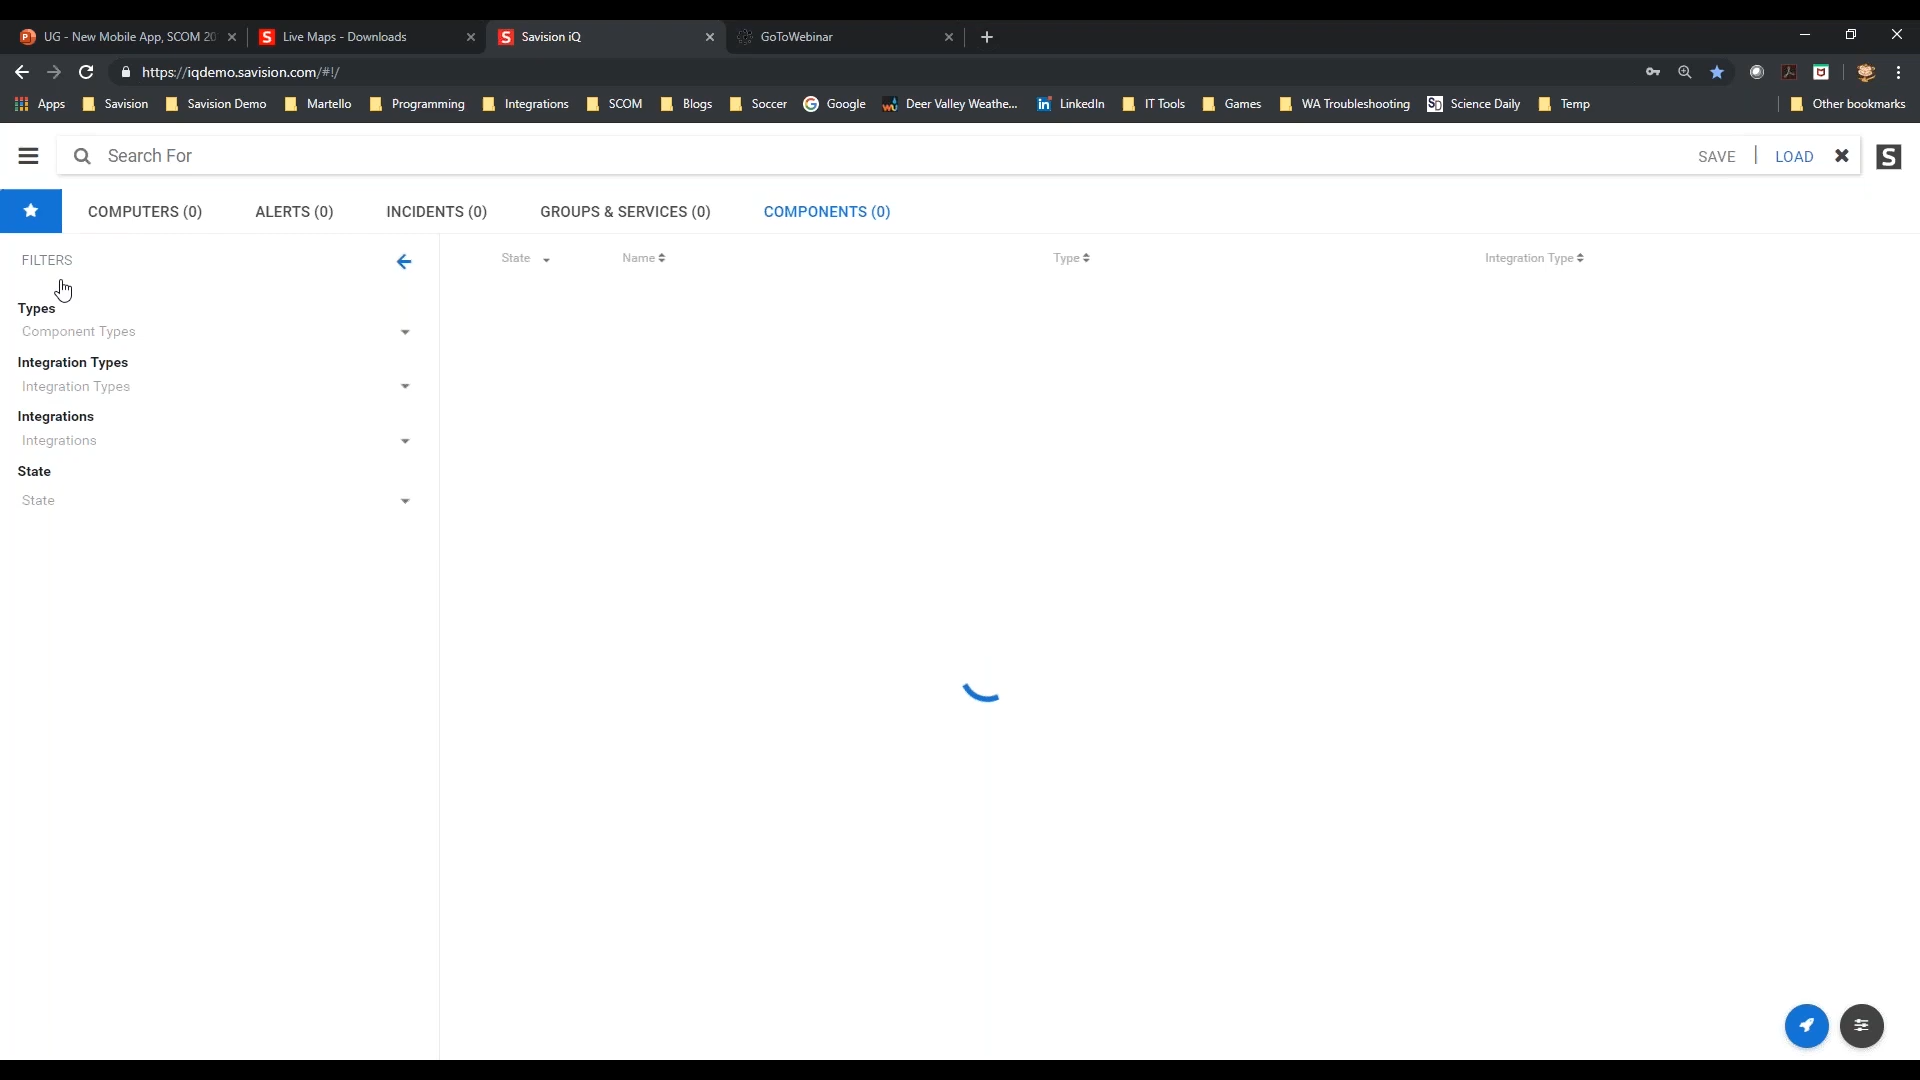 UG - New Mobile App, SCOM 20
Live Maps - Downloads
Savision iQ
GoToWebinar
https://iqdemo.savision.com/#!/
Apps Savision Savision Demo Martello Programming Integrations SCOM Blogs Soccer Google Deer Valley Weathe... LinkedIn IT Tools Games WA Troubleshooting Science Daily Temp Other bookmarks
Search For SAVE | LOAD
COMPUTERS (0) ALERTS (0) INCIDENTS (0) GROUPS & SERVICES (0) COMPONENTS (0)
FILTERS
State Name Type Integration Type
Types
Component Types
Integration Types
Integration Types
Integrations
Integrations
State
State